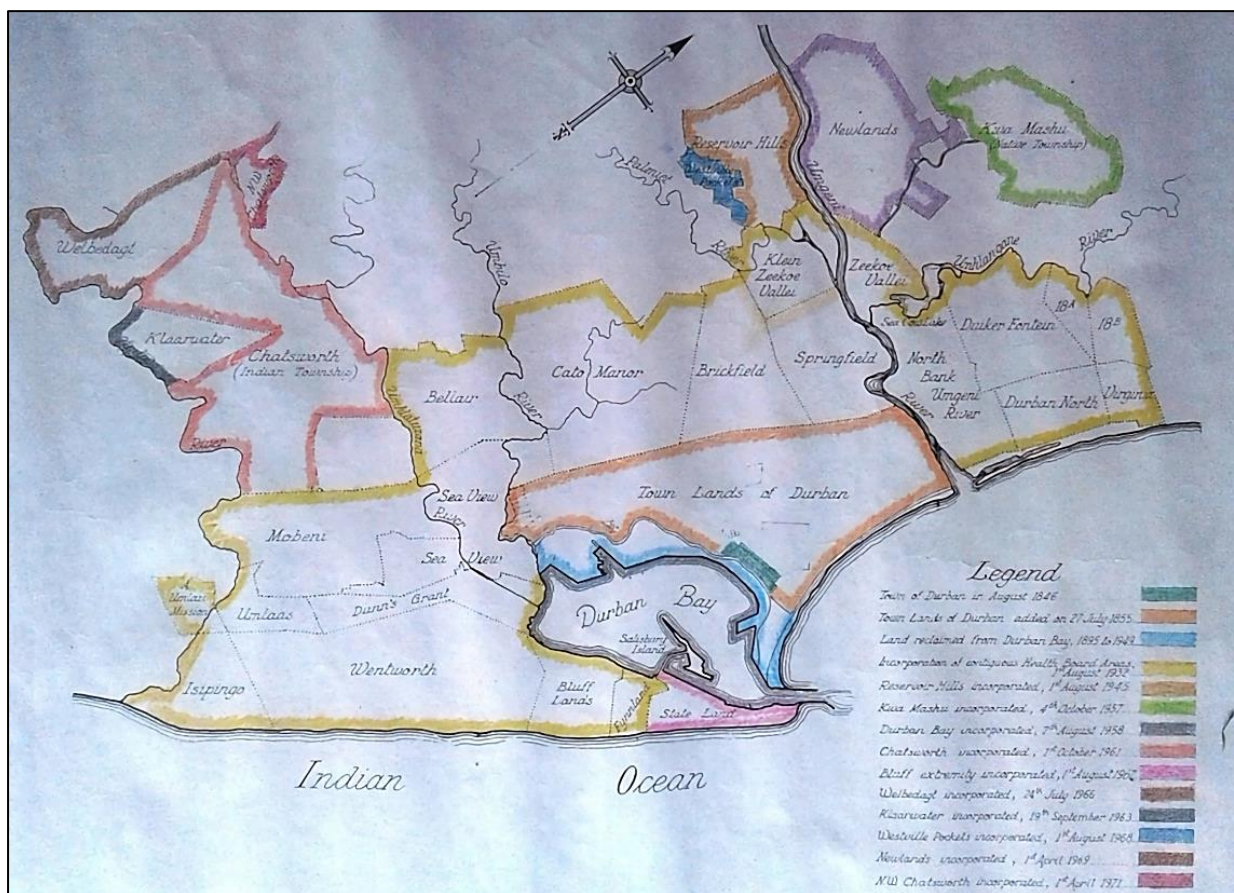 N
Reservoir Hills
Newlands
Kwa Mashu
(Native Township)
Palmiet
Umgeni
N.W.
Welbedagt
River
Klein
Zeekoe
Vallei
Zeekoe
Vallei
Umhlangane
River
Umbilo
Klaarwater
Chatsworth
(Indian Township)
Sea Cow Lake
Duiker Fontein
18A
18B
Bellair
Cato Manor
Brickfield
Springfield
North
Bank
Umgeni
River
Durban North
Virginia
River
River
River
Sea View
Town Lands of Durban
River
Mobeni
Sea View
Umlazi
Mission
Umlaas
Dunn's Grant
Durban Bay
Salisbury
Island
Wentworth
Isipingo
Bluff
Lands
Fynnland
State Land
Indian Ocean
Legend
Town of Durban in August 1846
Town Lands of Durban added on 27 July 1855
Land reclaimed from Durban Bay, 1895 to 1949
Incorporation of contiguous Health Board Areas,
1st August 1932
Reservoir Hills incorporated, 1st August 1945
Kwa Mashu incorporated, 4th October 1957
Durban Bay incorporated, 7th August 1958
Chatsworth incorporated, 1st October 1961
Bluff extremity incorporated, 1st August 1962
Welbedagt incorporated, 24th July 1966
Klaarwater incorporated, 19th September 1963
Westville Pockets incorporated, 1st August 1968
Newlands incorporated, 1st April 1969
N.W. Chatsworth incorporated, 1st April 1971